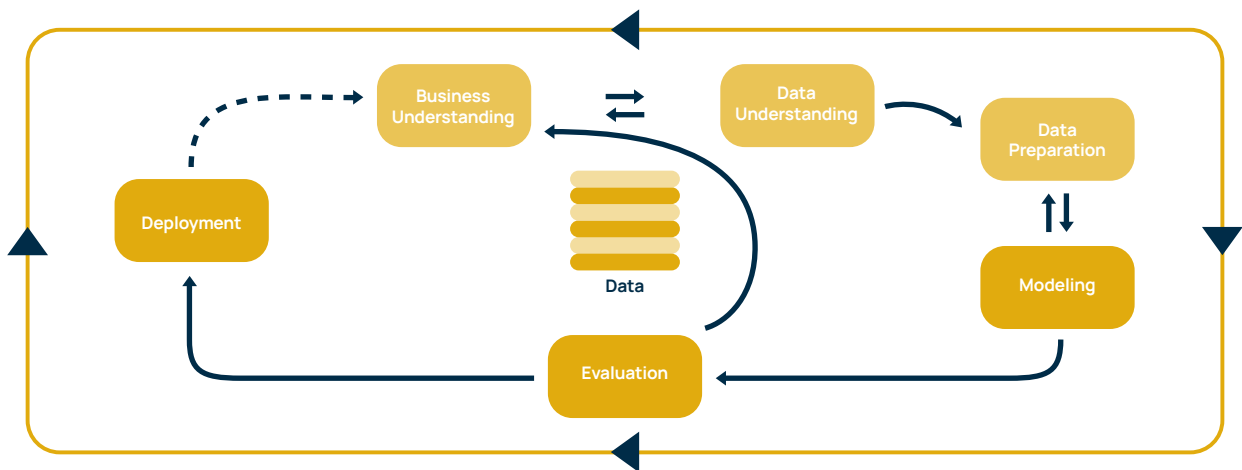 Business
Understanding
Data
Understanding
Data
Preparation
Deployment
Data
Modeling
Evaluation